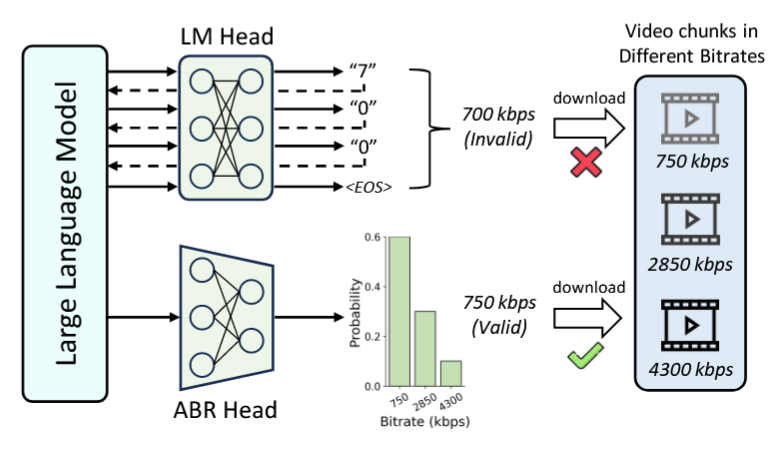 LM Head
Large Language Model
“7”
“0”
“0”
<EOS>
700 kbps
(Invalid)
download
Video chunks in
Different Bitrates
750 kbps
2850 kbps
4300 kbps
ABR Head
Probability
0.6
0.4
0.2
0.0
750
2850
4300
Bitrate (kbps)
750 kbps
(Valid)
download